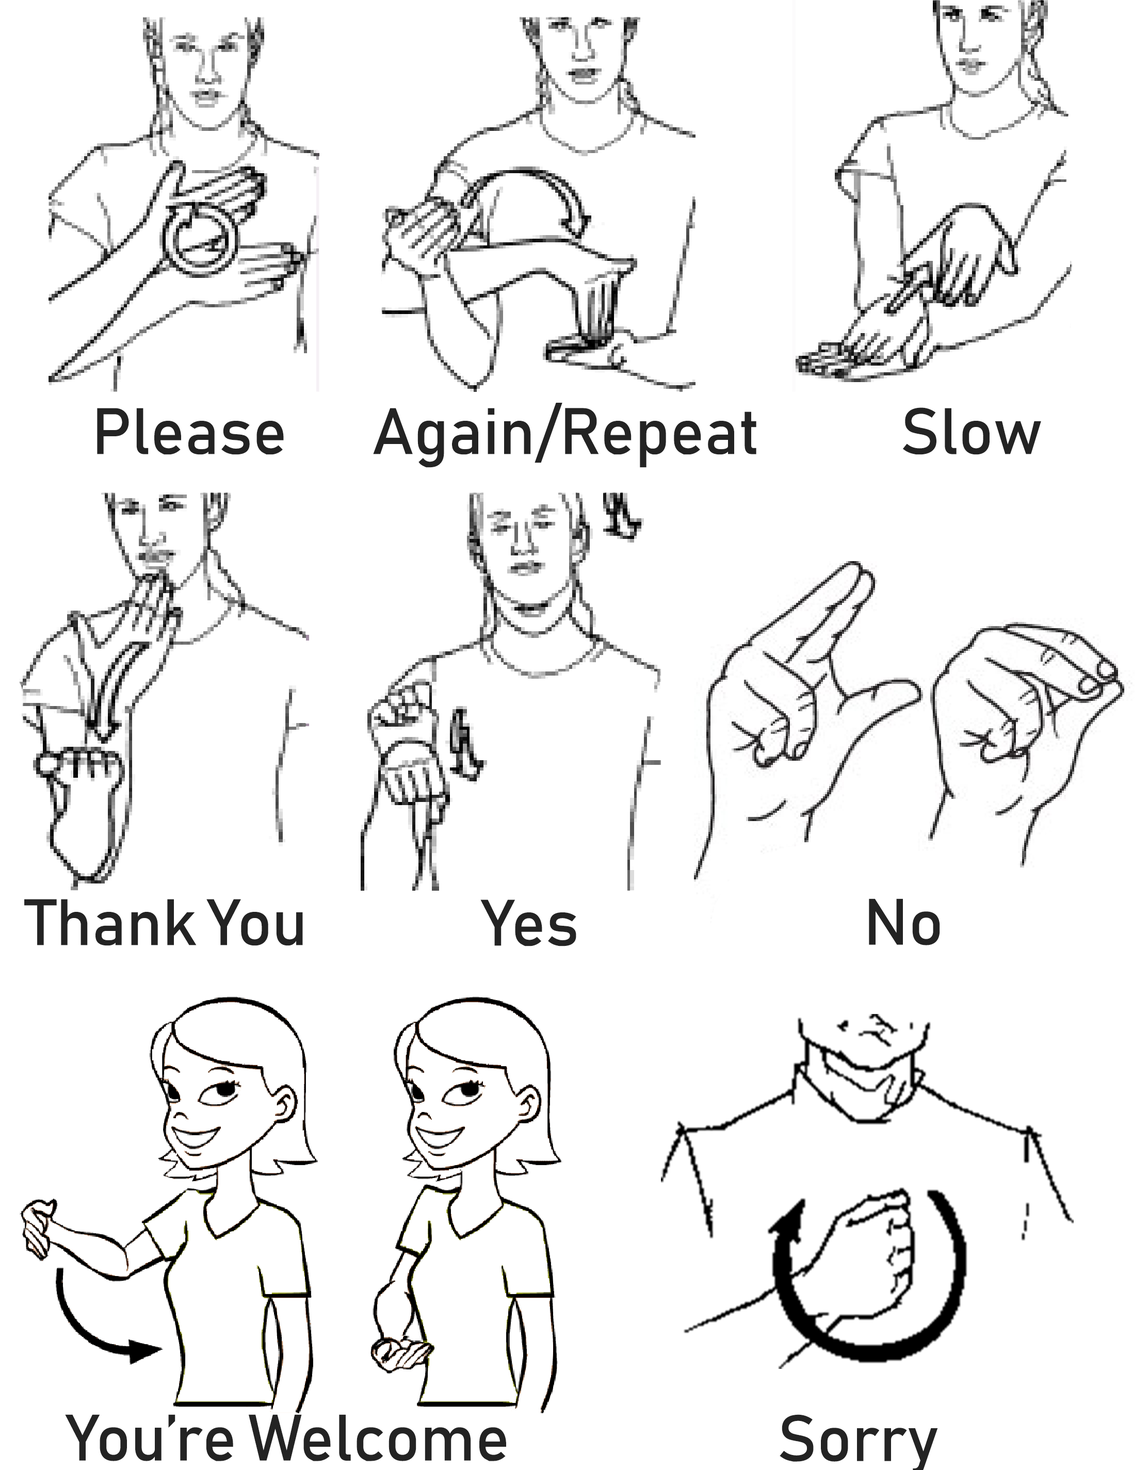 Please
Again/Repeat
Slow
Thank You
Yes
No
You're Welcome
Sorry